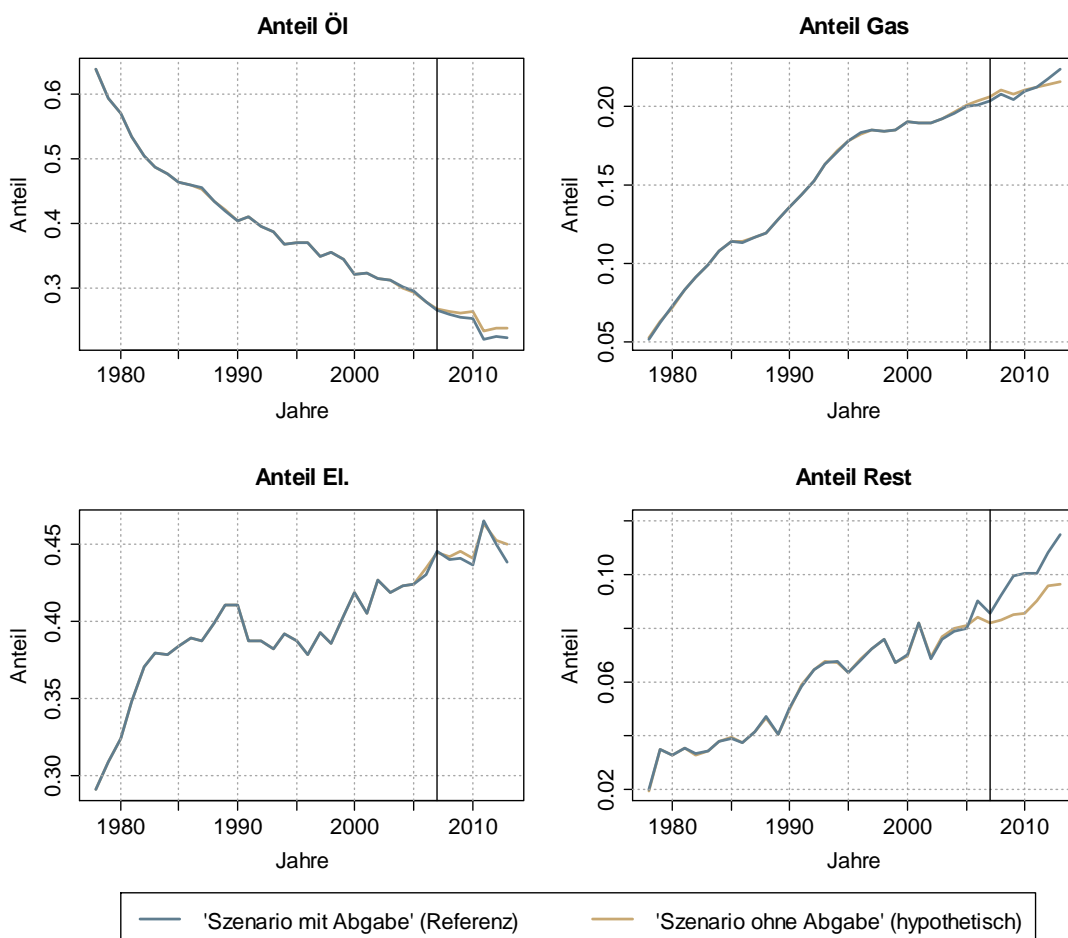 Anteil Öl
Anteil
0.3 0.4 0.5 0.6
1980 1990 2000 2010
Jahre
Anteil Gas
Anteil
0.05 0.10 0.15 0.20
1980 1990 2000 2010
Jahre
Anteil El.
Anteil
0.30 0.35 0.40 0.45
1980 1990 2000 2010
Jahre
Anteil Rest
Anteil
0.02 0.06 0.10
1980 1990 2000 2010
Jahre
'Szenario mit Abgabe' (Referenz)
'Szenario ohne Abgabe' (hypothetisch)